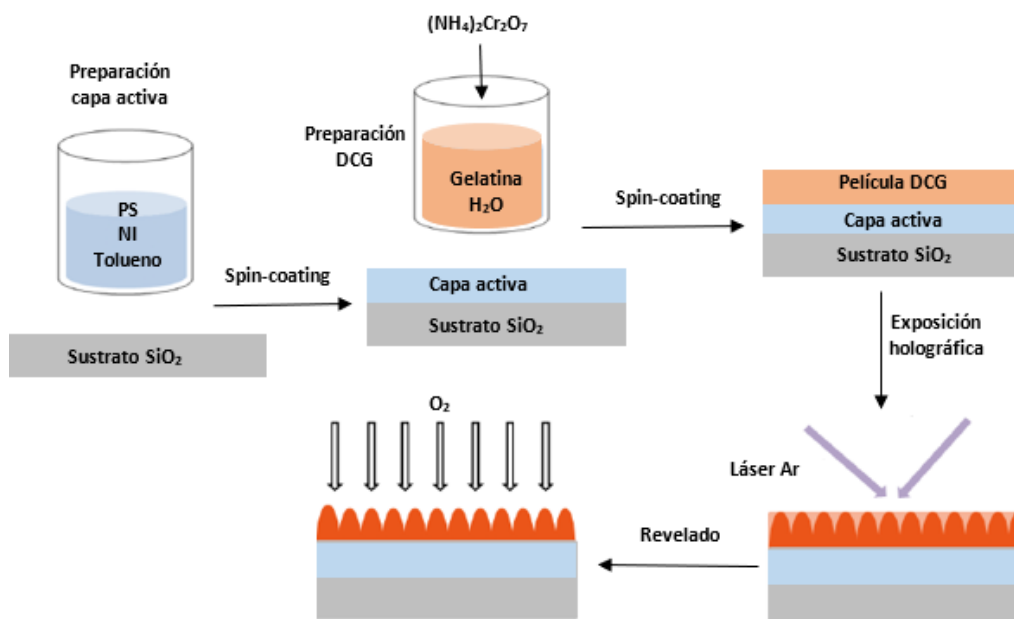 Preparación
capa activa
PS
NI
Tolueno
Sustrato SiO₂
Spin-coating
(NH₄)₂Cr₂O₇
Preparación
DCG
Gelatina
H₂O
Capa activa
Sustrato SiO₂
Spin-coating
Película DCG
Capa activa
Sustrato SiO₂
Exposición
holográfica
Láser Ar
Revelado
O₂